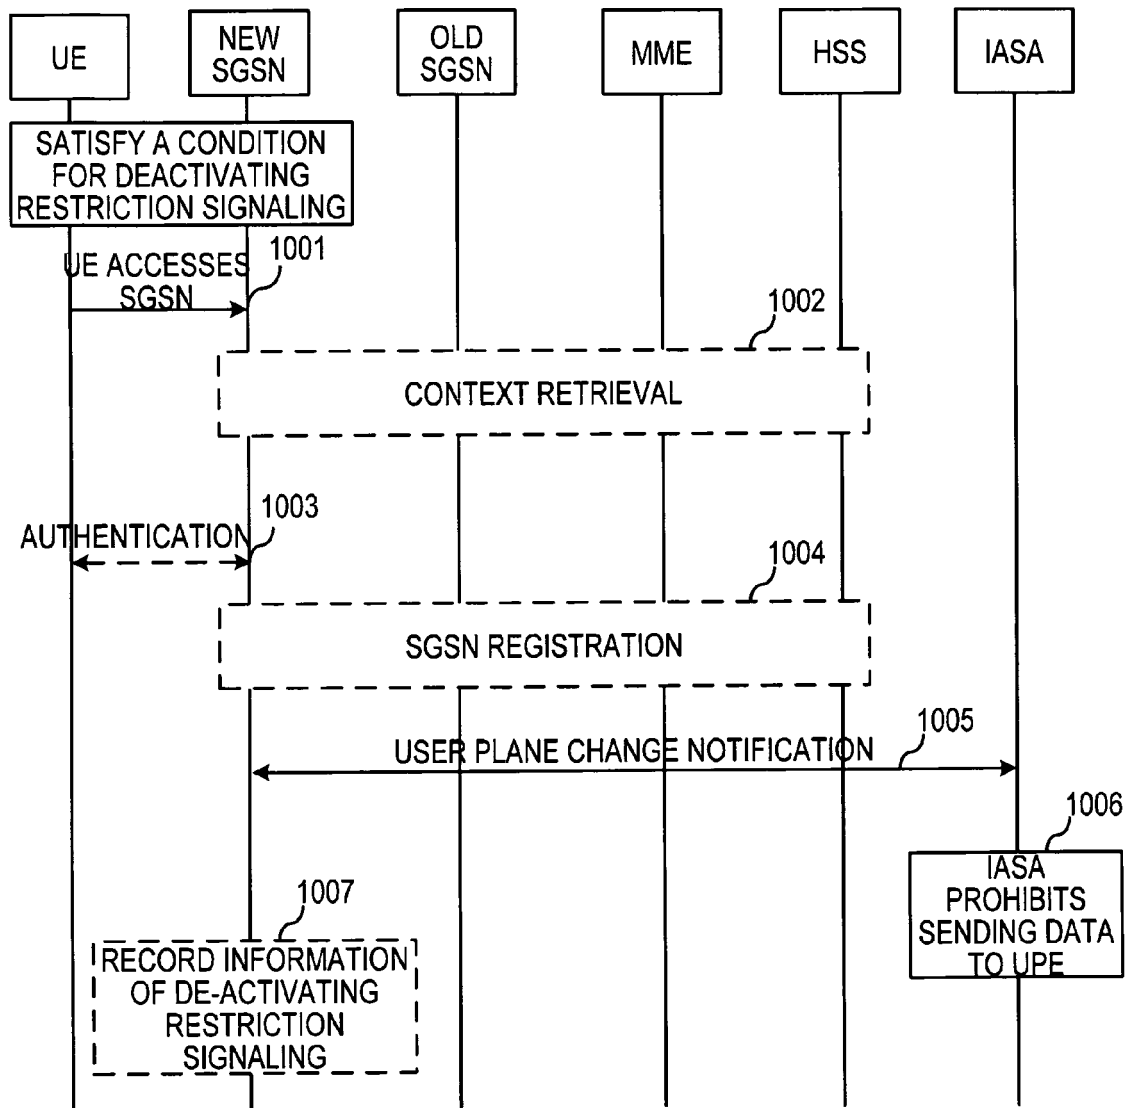 UE
NEW
SGSN
OLD
SGSN
MME
HSS
IASA
SATISFY A CONDITION
FOR DEACTIVATING
RESTRICTION SIGNALING
1001
UE ACCESSES
SGSN
1002
CONTEXT RETRIEVAL
1003
AUTHENTICATION
1004
SGSN REGISTRATION
1005
USER PLANE CHANGE NOTIFICATION
1006
IASA
PROHIBITS
SENDING DATA
TO UPE
1007
RECORD INFORMATION
OF DE-ACTIVATING
RESTRICTION
SIGNALING